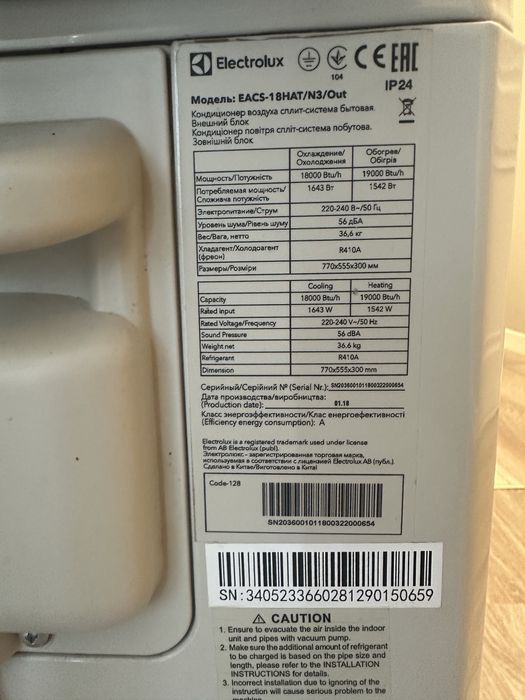 Electrolux
104
IP24
Модель: EACS-18HAT/N3/Out
Кондиционер воздуха сплит-система бытовая.
Внешний блок
Кондиціонер повітря спліт-система побутова.
Зовнішній блок
Охлаждение/ Охолодження Обогрев/ Обігрів
Мощность/Потужність 18000 Btu/h 19000 Btu/h
Потребляемая мощность/ Споживча потужність 1643 Вт 1542 Вт
Электропитание/Струм 220-240 В~/50 Гц
Уровень шума/Рівень шуму 56 дБА
Вес/Вага, нетто 36,6 кг
Хладагент/Холодоагент (фреон) R410A
Размеры/Розміри 770x555x300 мм
Cooling Heating
Capacity 18000 Btu/h 19000 Btu/h
Rated input 1643 W 1542 W
Rated Voltage/Frequency 220-240 V~/50 Hz
Sound Pressure 56 dBA
Weight net 36.6 kg
Refrigerant R410A
Dimension 770x555x300 mm
Серийный/Серійний № (Serial Nr.): SN2036001011800322000654
Дата производства/виробництва:
(Production date): 01.18
Класс энергоэффективности/Клас енергоефективності
(Efficiency energy consumption): A
Electrolux is a registered trademark used under license
from AB Electrolux (publ).
Электролюкс - зарегистрированная торговая марка,
используемая в соответствии с лицензией Electrolux AB (публ).
Сделано в Китае/Виготовлено в Китаї
Code-128
SN2036001011800322000654
SN:3405233660281290150659
CAUTION
1. Ensure to evacuate the air inside the indoor
unit and pipes with vacuum pump.
2. Make sure the additional amount of refrigerant
to be charged is based on the pipe size and
length, please refer to the INSTALLATION
INSTRUCTIONS for details.
3. Incorrect installation due to ignoring of the
instruction will cause serious problem to the